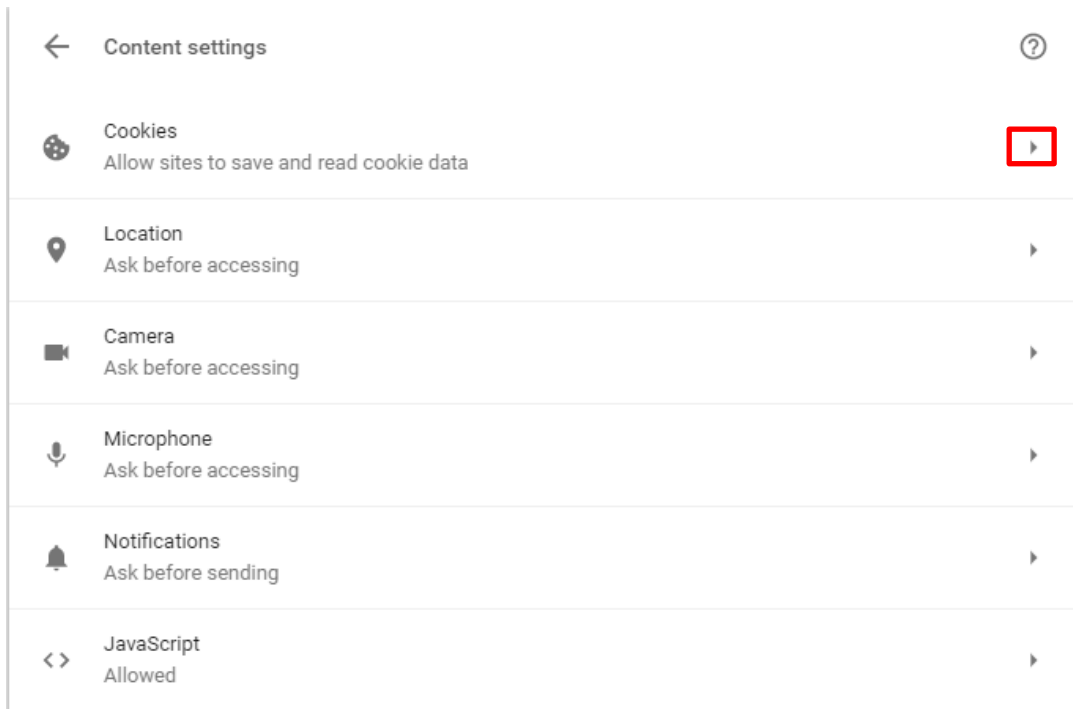 Content settings
Cookies
Allow sites to save and read cookie data
Location
Ask before accessing
Camera
Ask before accessing
Microphone
Ask before accessing
Notifications
Ask before sending
JavaScript
Allowed